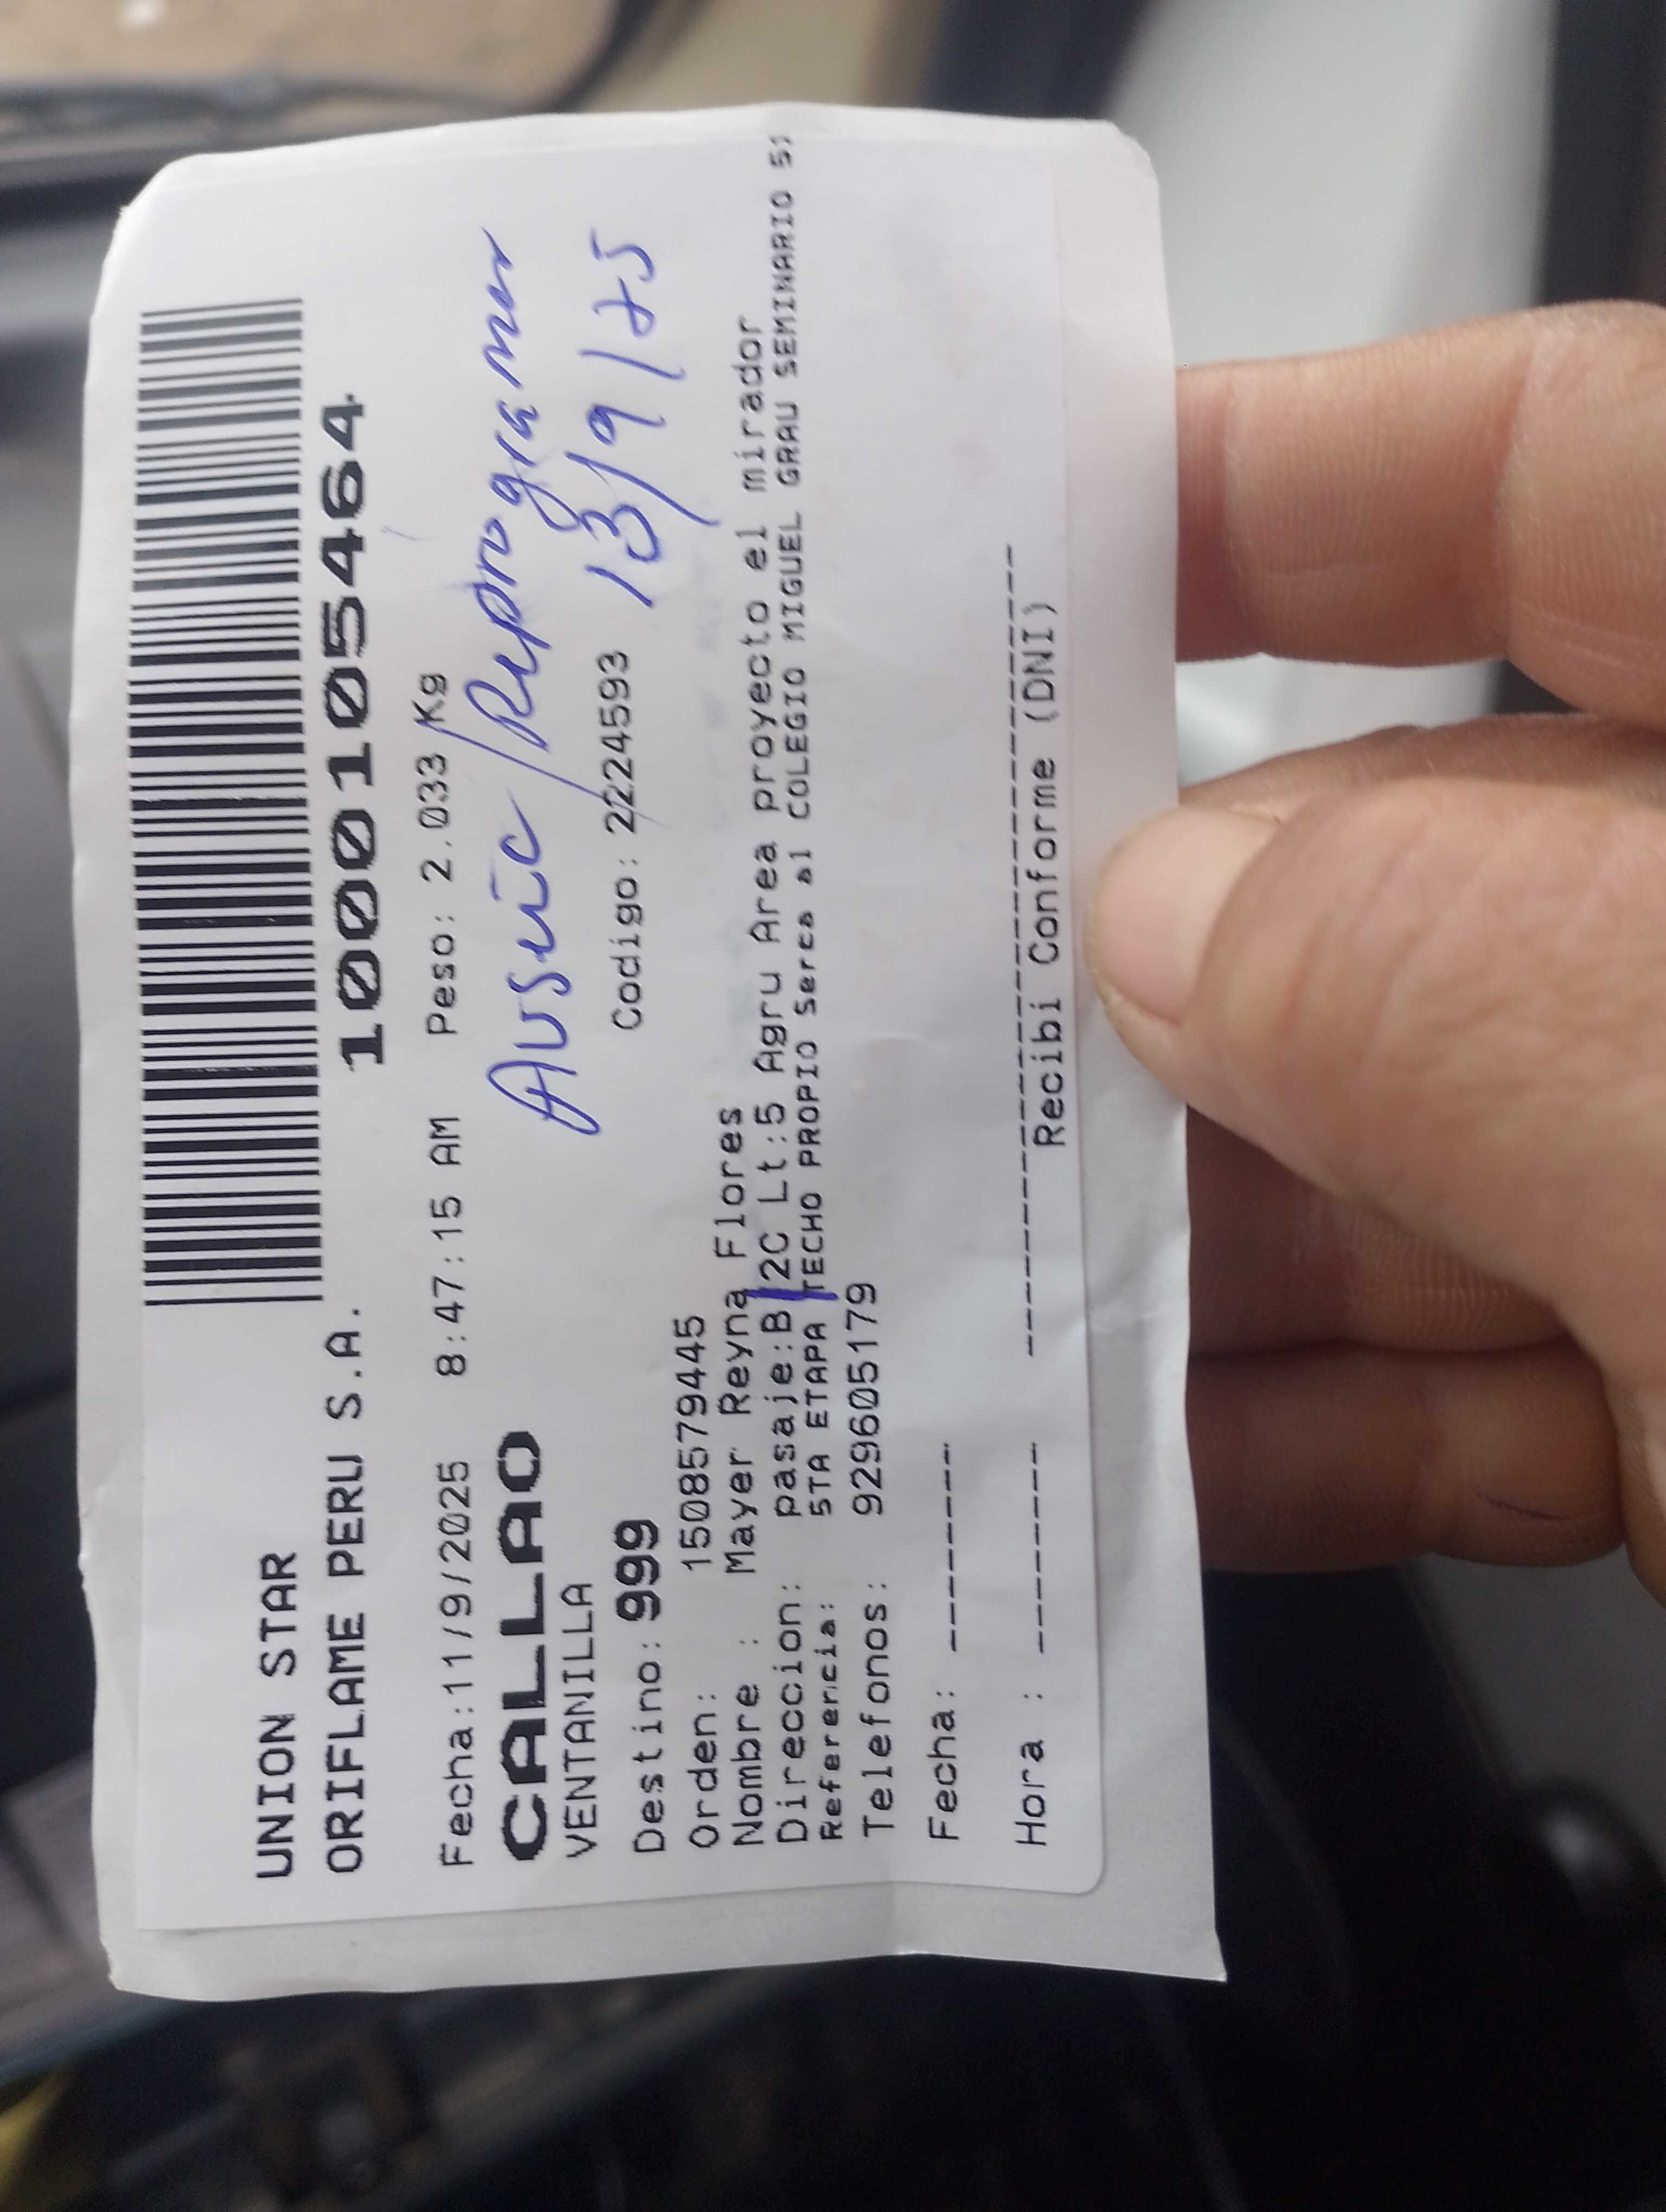 UNION STAR
ORIFLAME PERU S.A.
10001105464
Fecha:11/9/2025 8:47:15 AM Peso: 2.033 Kg
CALLAO
VENTANILLA
Ausnic / Reprogramar
13/9/25
Destino: 999 Codigo: 2224593
Orden: 1508579445
Nombre : Mayer Reyna Flores
Direccion: pasaje:B 2C Lt:5 Agru Area proyecto el mirador
Referencia: 5TA ETAPA TECHO PROPIO Serca al COLEGIO MIGUEL GRAU SEMINARIO 5:
Telefonos: 929605179
Fecha: --------
Hora : --------
Recibi Conforme (DNI)